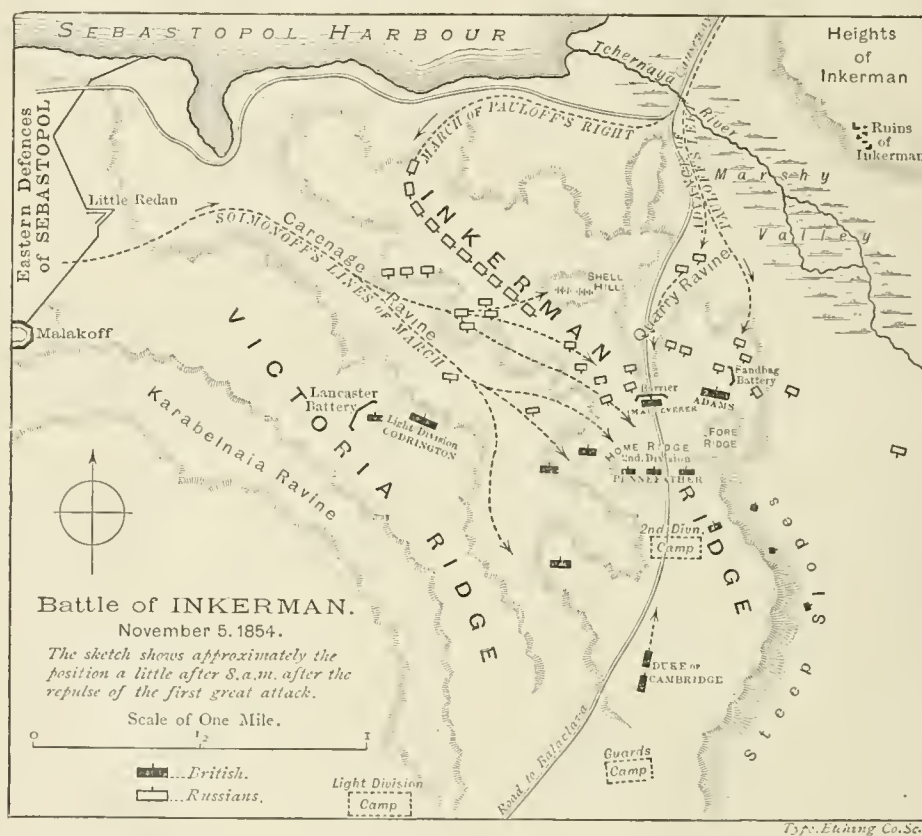 SEBASTOPOL HARBOUR
Tchernaya
River
Causeway
Heights
of
Inkerman
Ruins
of
Inkerman
Marshy
Valley
MARCH OF PAULOFF'S RIGHT
PAULOFF'S LEFT
Eastern Defences
of SEBASTOPOL
Little Redan
Malakoff
Carenage
Ravine
SOIMONOFF'S LINES OF MARCH
INKERMAN
RIDGE
SHELL
HILL
Quarry Ravine
Sandbag
Battery
Barrier
MAULEVERER
ADAMS
FORE
RIDGE
HOME RIDGE
2nd. Division
PENNEFATHER
VICTORIA RIDGE
Lancaster
Battery
Light Division
CODRINGTON
Karabelnaia Ravine
2nd Divn.
Camp
Steep Slopes
DUKE OF
CAMBRIDGE
Guards
Camp
Road to Balaclava
Light Division
Camp
Battle of INKERMAN.
November 5. 1854.
The sketch shows approximately the
position a little after 8.a.m. after the
repulse of the first great attack.
Scale of One Mile.
0 ½ 1
...British.
...Russians.
Typo. Etching Co. Sc.